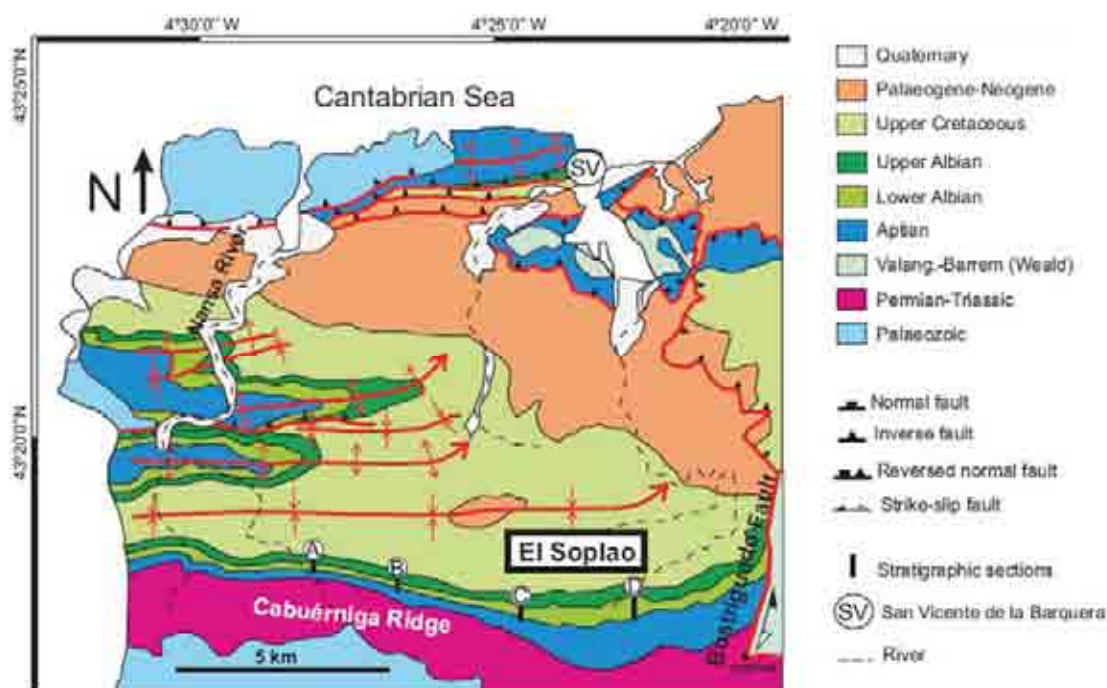 4°30'0" W
4°25'0" W
4°20'0" W
43°25'0"N
43°20'0"N
Cantabrian Sea
N
SV
Nansa River
A
B
C
D
El Soplao
Cabuérniga Ridge
Bustriguado Fault
5 km
Quaternary
Palaeogene-Neogene
Upper Cretaceous
Upper Albian
Lower Albian
Aptian
Valang.-Barrem (Weald)
Permian-Triassic
Palaeozoic
Normal fault
Inverse fault
Reversed normal fault
Strike-slip fault
Stratigraphic sections
SV San Vicente de la Barquera
River